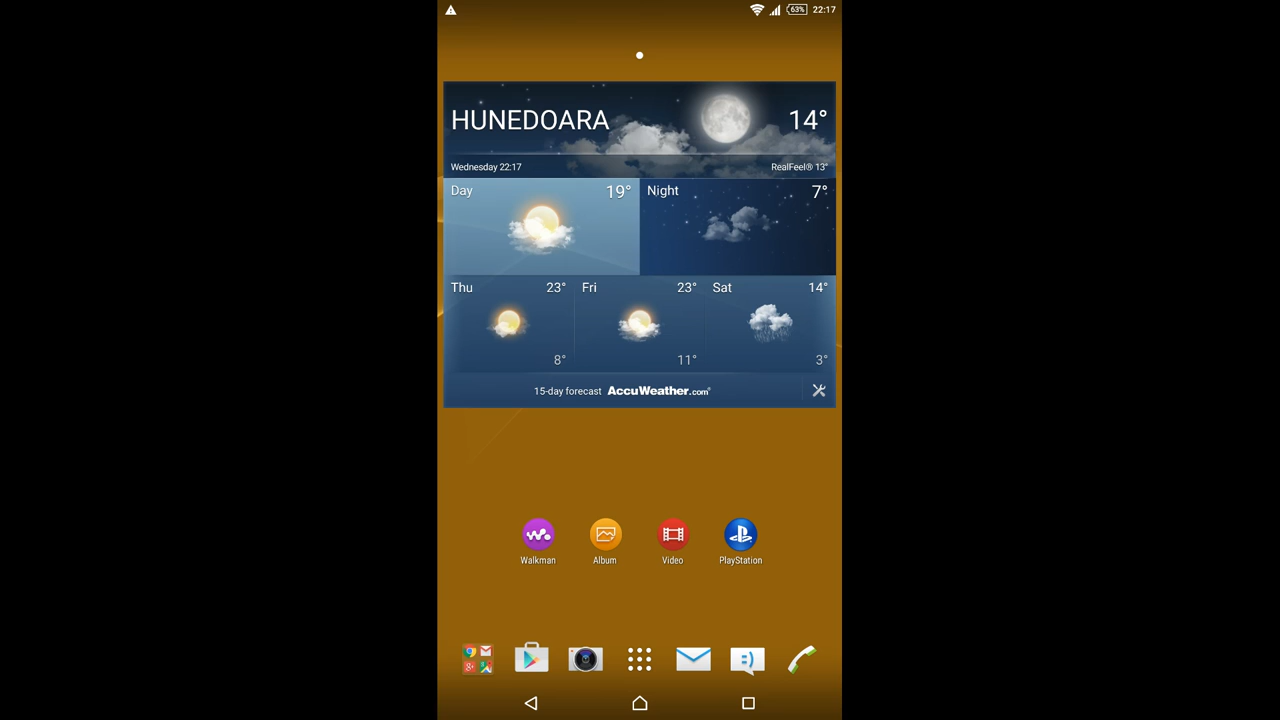 63% 22:17
HUNEDOARA 14°
Wednesday 22:17 RealFeel® 13°
Day 19° Night 7°
Thu 23° Fri 23° Sat 14°
8° 11° 3°
15-day forecast AccuWeather.com®
Walkman Album Video PlayStation